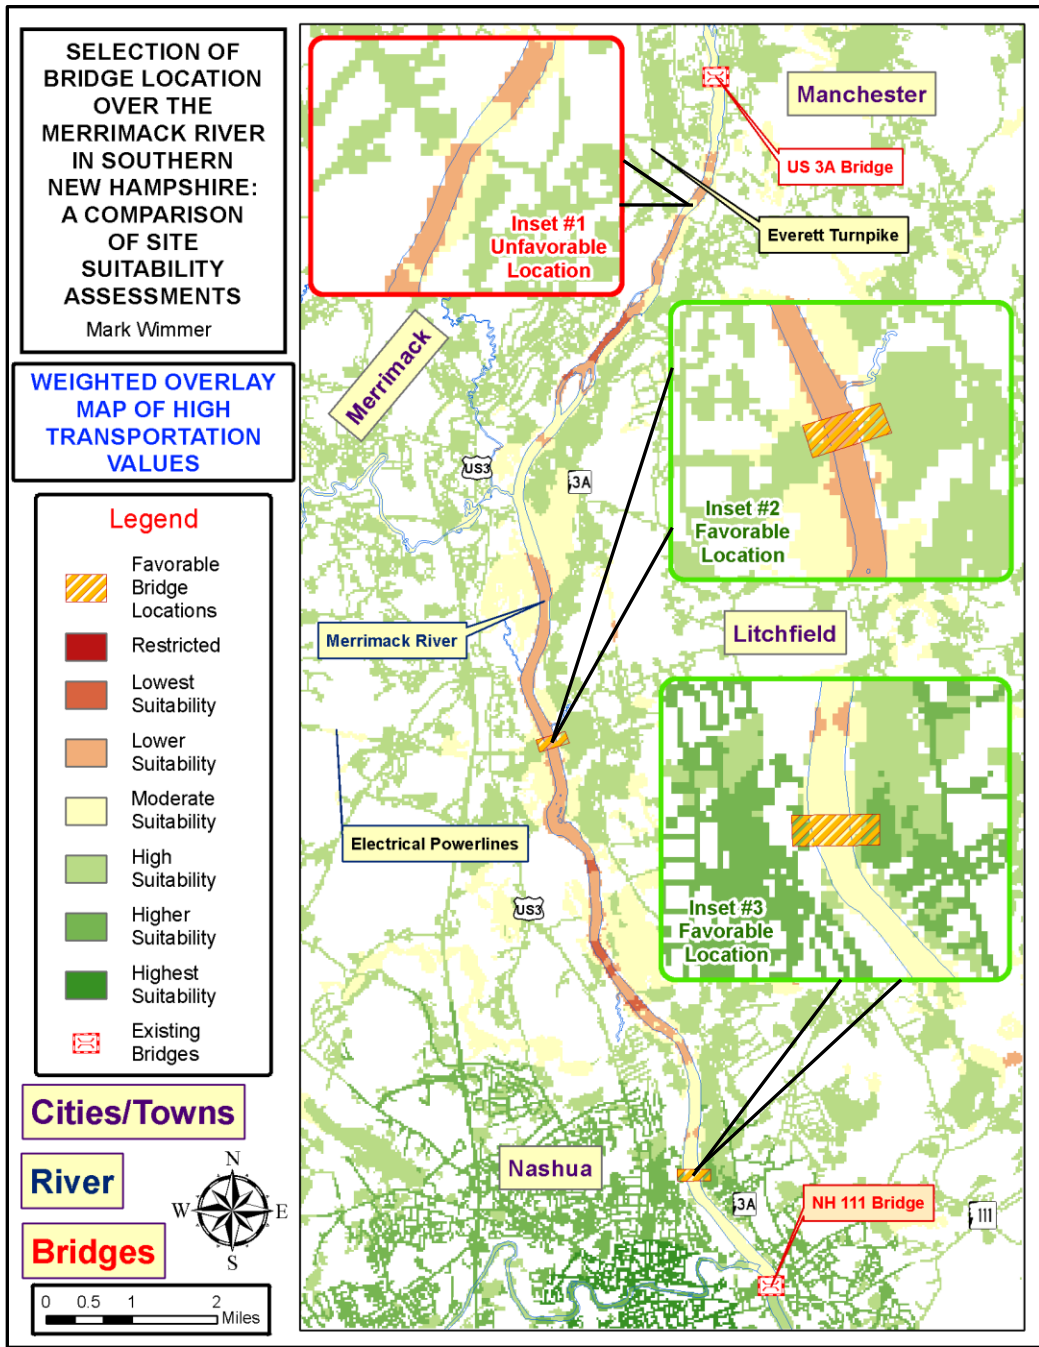 SELECTION OF
BRIDGE LOCATION
OVER THE
MERRIMACK RIVER
IN SOUTHERN
NEW HAMPSHIRE:
A COMPARISON
OF SITE
SUITABILITY
ASSESSMENTS
Mark Wimmer
WEIGHTED OVERLAY
MAP OF HIGH
TRANSPORTATION
VALUES
Legend
Favorable
Bridge
Locations
Restricted
Lowest
Suitability
Lower
Suitability
Moderate
Suitability
High
Suitability
Higher
Suitability
Highest
Suitability
Existing
Bridges
Cities/Towns
River
Bridges
N
W
E
S
0 0.5 1 2
Miles
Inset #1
Unfavorable
Location
Manchester
US 3A Bridge
Everett Turnpike
Merrimack
US3
3A
Inset #2
Favorable
Location
Merrimack River
Litchfield
Electrical Powerlines
US3
Inset #3
Favorable
Location
Nashua
3A
NH 111 Bridge
111